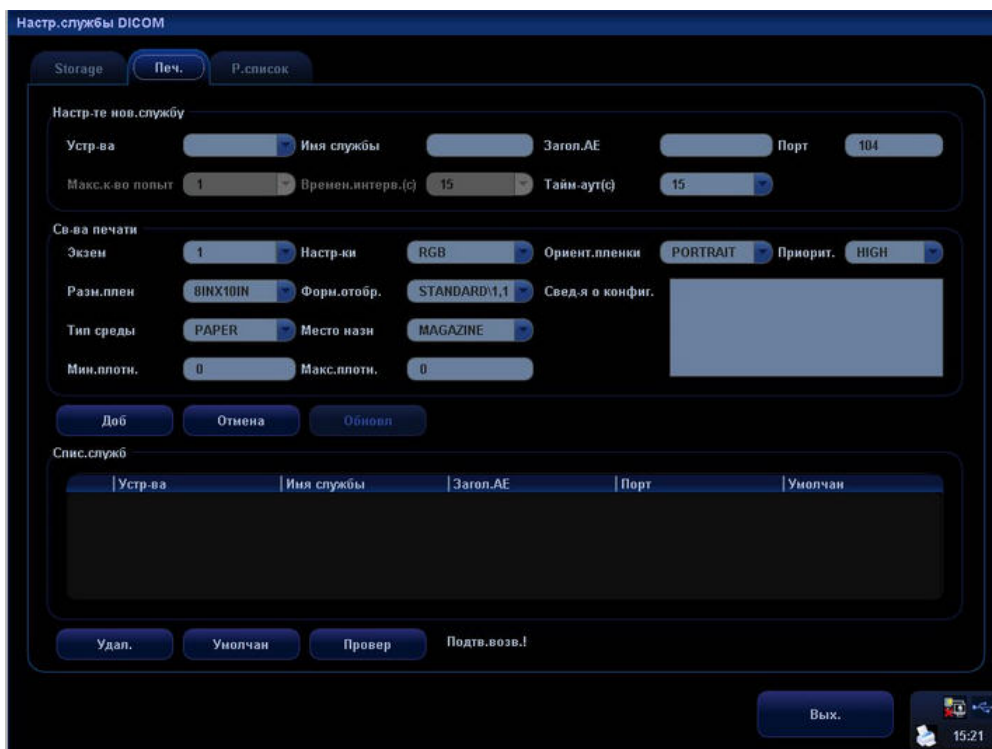 Настр.службы DICOM
Storage Печ. Р.список
Настр-те нов.службу
Устр-ва Имя службы Загол.АЕ Порт 104
Макс.к-во попыт 1 Времен.интерв.(с) 15 Тайм-аут(с) 15
Св-ва печати
Экзем 1 Настр-ки RGB Ориент.пленки PORTRAIT Приорит. HIGH
Разм.плен 8INX10IN Форм.отобр. STANDARD\1,1 Свед-я о конфиг.
Тип среды PAPER Место назн MAGAZINE
Мин.плотн. 0 Макс.плотн. 0
Доб Отмена Обновл
Спис.служб
Устр-ва Имя службы Загол.АЕ Порт Умолчан
Удал. Умолчан Провер Подтв.возв.!
Вых.
15:21